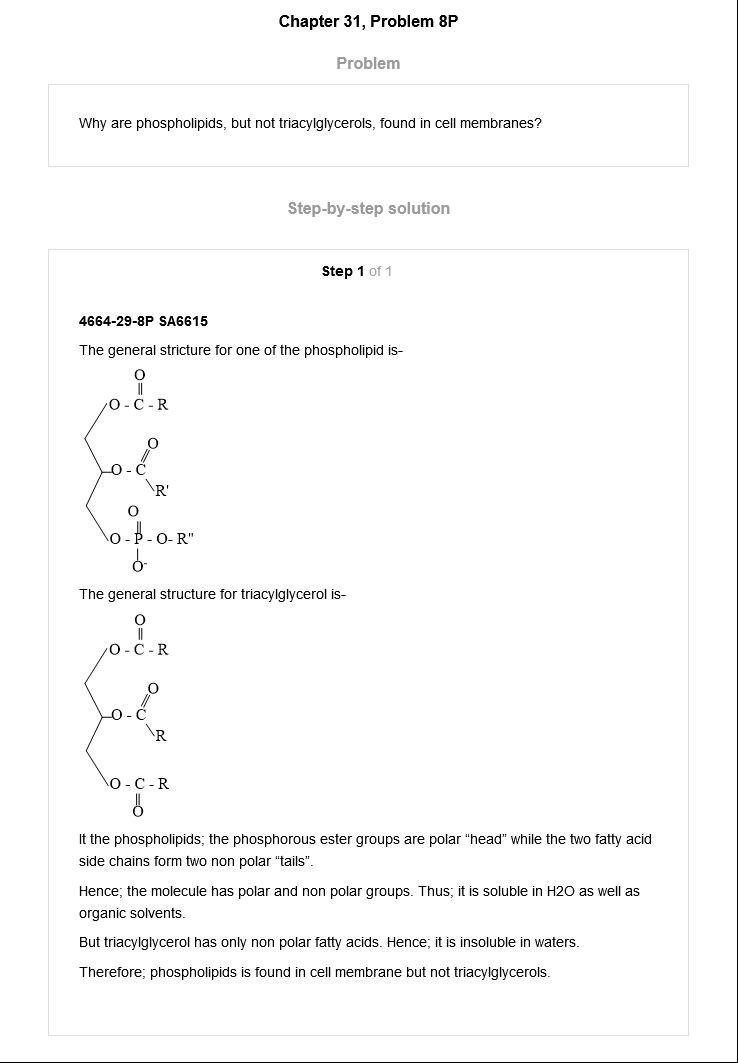 Chapter 31, Problem 8P
Problem
Why are phospholipids, but not triacylglycerols, found in cell membranes?
Step-by-step solution
Step 1 of 1
4664-29-8P SA6615
The general stricture for one of the phospholipid is-
O
||
O - C - R
O
O - C
R'
O
||
O - P - O- R"
|
O-
The general structure for triacylglycerol is-
O
||
O - C - R
O
O - C
R
O - C - R
||
O
It the phospholipids; the phosphorous ester groups are polar “head” while the two fatty acid
side chains form two non polar “tails”.
Hence; the molecule has polar and non polar groups. Thus; it is soluble in H2O as well as
organic solvents.
But triacylglycerol has only non polar fatty acids. Hence; it is insoluble in waters.
Therefore; phospholipids is found in cell membrane but not triacylglycerols.